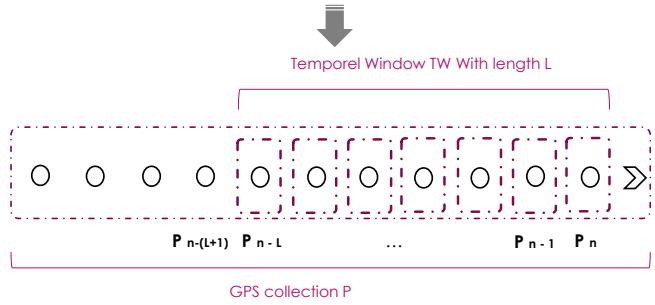 Temporel Window TW With length L
P n-(L+1) P n - L ... P n - 1 P n
GPS collection P